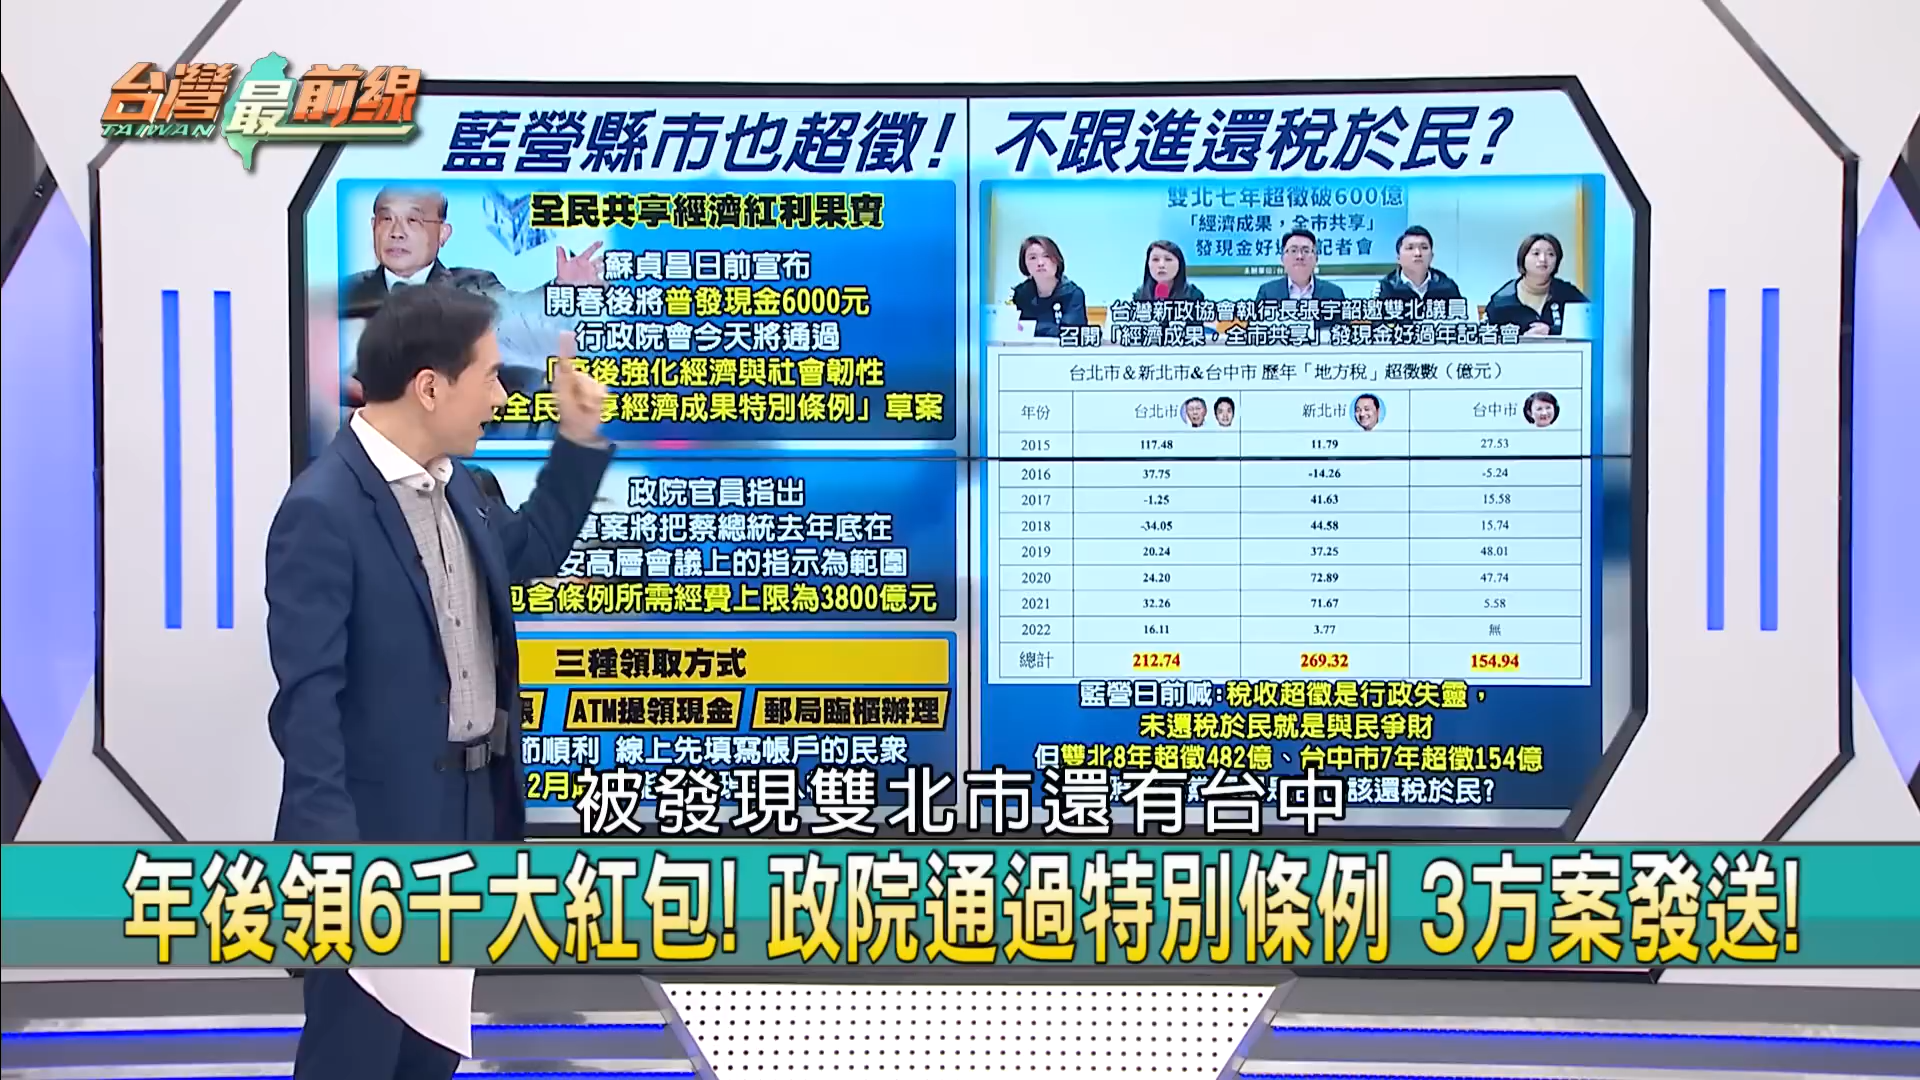 台灣最前線
TAIWAN
藍營縣市也超徵! 不跟進還稅於民?
全民共享經濟紅利果實
蘇貞昌日前宣布
開春後將普發現金6000元
行政院會今天將通過
後強化經濟與社會韌性
全民 享經濟成果特別條例」草案
政院官員指出
草案將把蔡總統去年底在
安高層會議上的指示為範圍
包含條例所需經費上限為3800億元
三種領取方式
ATM提領現金
郵局臨櫃辦理
節順利 線上先填寫帳戶的民眾
2月
雙北七年超徵破600億
「經濟成果，全市共享」
發現金好 記者會
台灣新政協會執行長張宇韶邀雙北議員
召開「經濟成果，全市共享」發現金好過年記者會
台北市&新北市&台中市 歷年「地方稅」超徵數（億元）
年份 台北市 新北市 台中市
2015 117.48 11.79 27.53
2016 37.75 -14.26 -5.24
2017 -1.25 41.63 15.58
2018 -34.05 44.58 15.74
2019 20.24 37.25 48.01
2020 24.20 72.89 47.74
2021 32.26 71.67 5.58
2022 16.11 3.77 無
總計 212.74 269.32 154.94
藍營日前喊:稅收超徵是行政失靈，
未還稅於民就是與民爭財
但雙北8年超徵482億、台中市7年超徵154億
該還稅於民?
被發現雙北市還有台中
年後領6千大紅包! 政院通過特別條例 3方案發送!